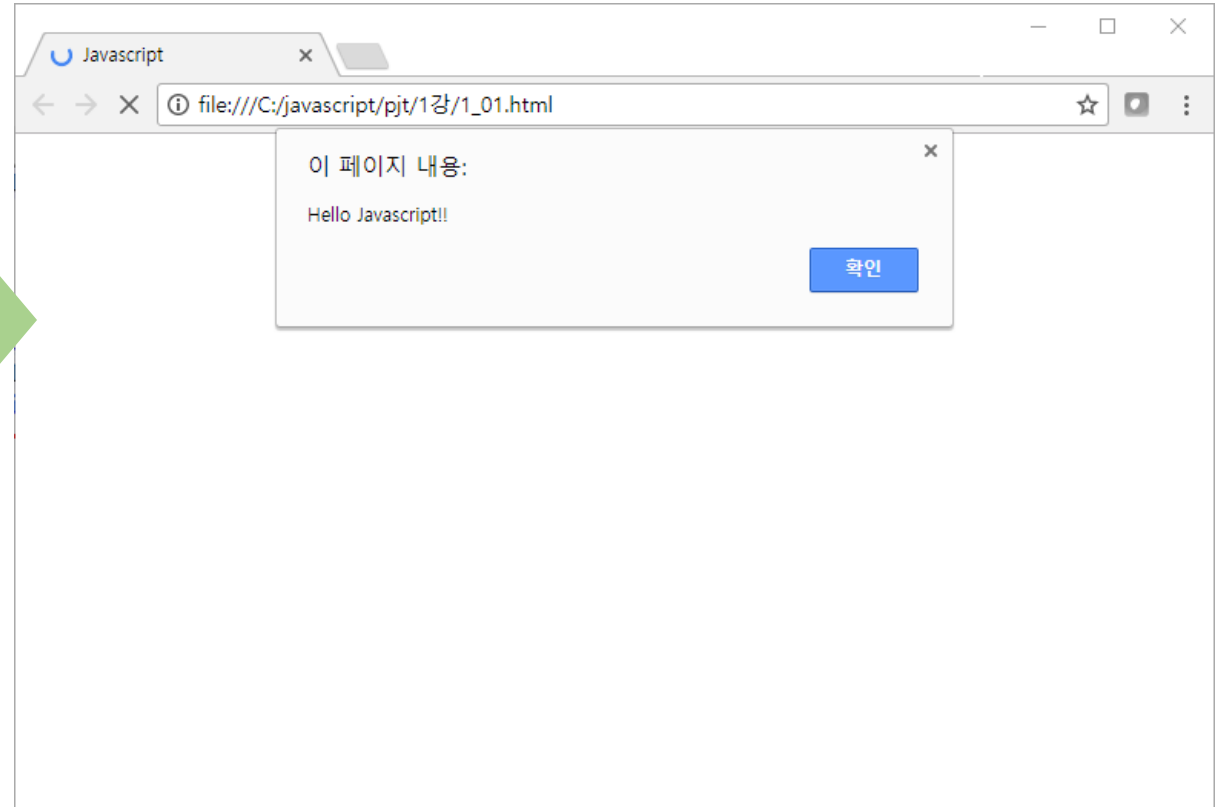 Javascript
file:///C:/javascript/pjt/1강/1_01.html
이 페이지 내용:
Hello Javascript!!
확인